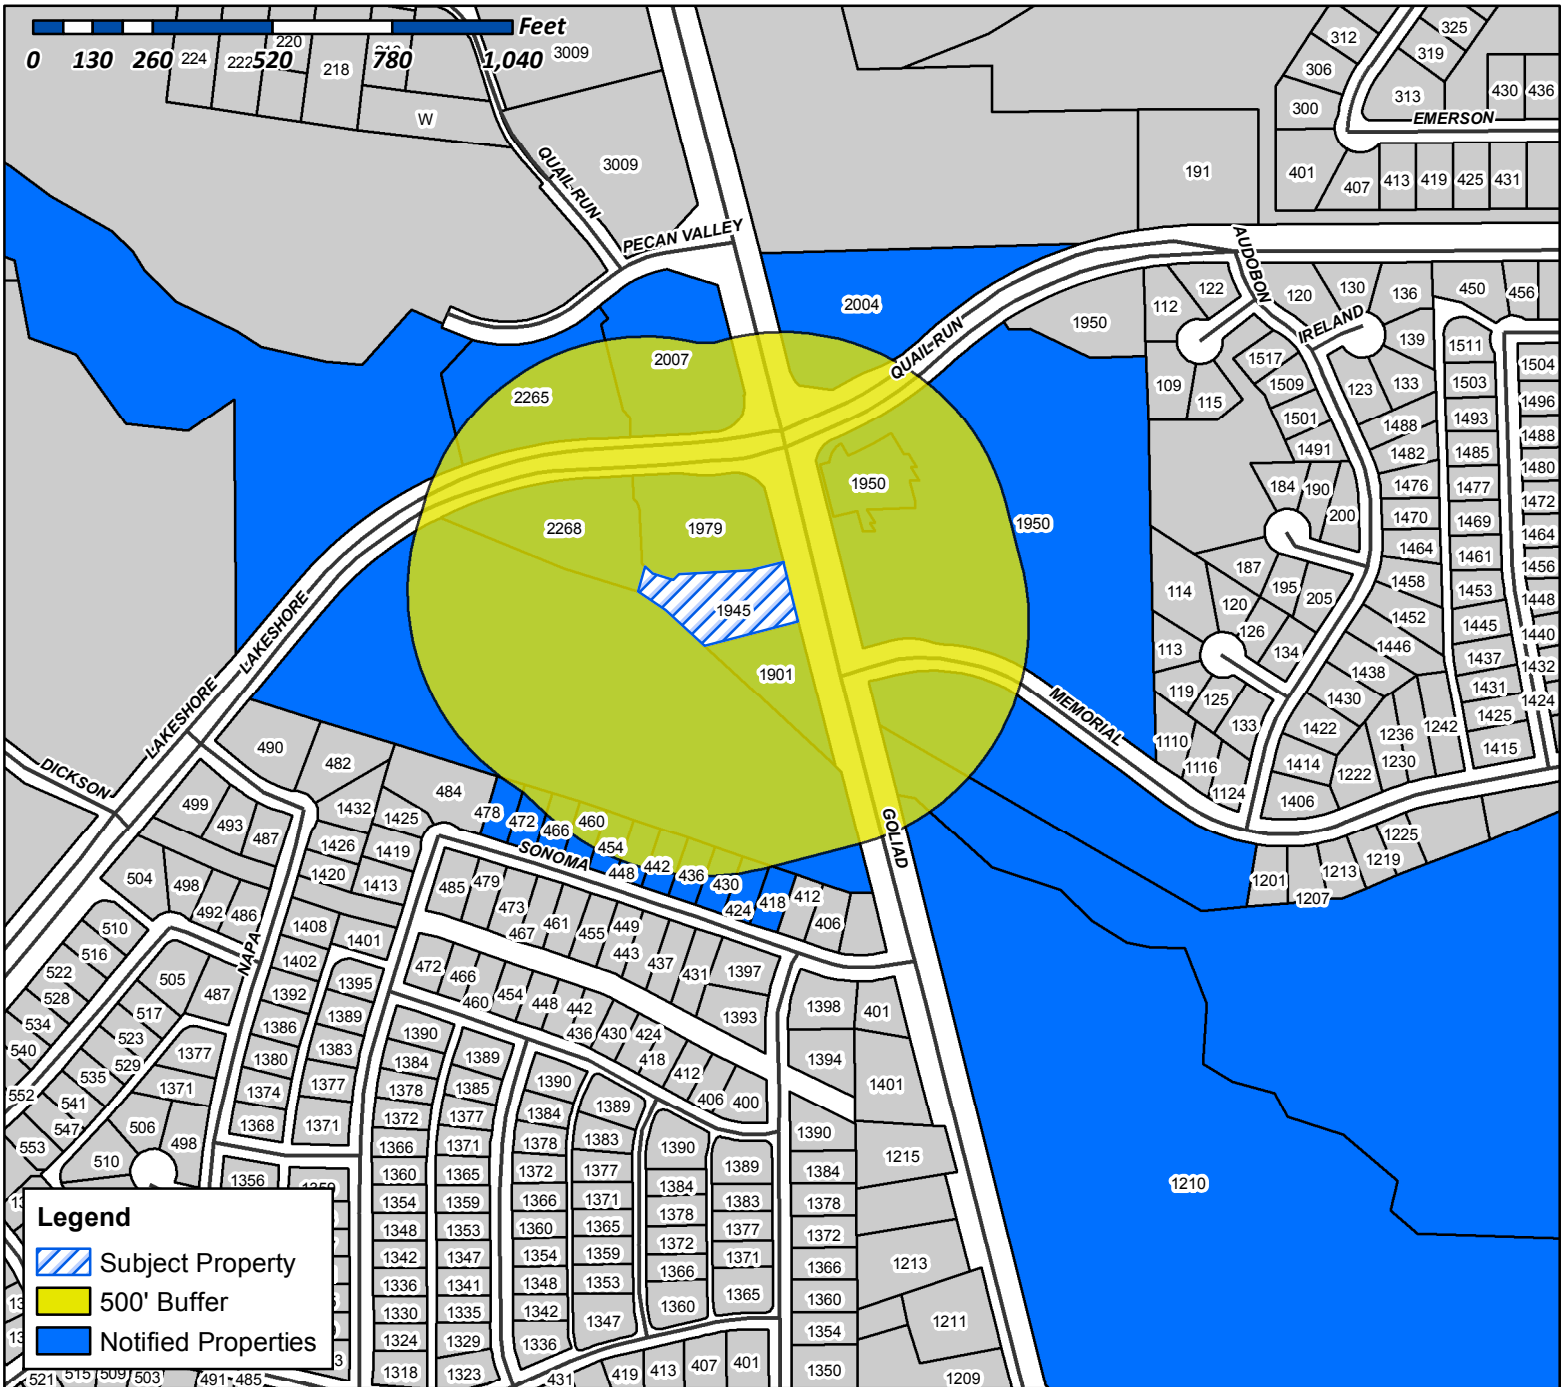 Feet
0 130 260 520 780 1,040
224 222 220 218
3009
W
3009
QUAIL RUN
PECAN VALLEY
312 325
306 319
300 313 430 436
EMERSON
191
401 407 413 419 425 431
AUDOBON
2004
122 120 130 136 450 456
112
1950
IRELAND
QUAIL RUN
2007
2265
1517 139 1511
109 115 1509 123 133 1503 1504
1501 1488 1493 1496
1491 1482 1485 1488
1950
184 190 1476 1477 1480
200 1470 1469 1472
2268 1979
1950
1464 1461 1464
187 1458 1453 1456
114 120 195 205 1452 1445 1448
1945
126 134 1446 1437 1440
113 1438 1431 1432
1901
119 125 133 1430 1425 1424
LAKESHORE
LAKESHORE
MEMORIAL
1110 1422 1236 1242 1415
1116 1414 1222 1230
1124 1406
DICKSON
490 482
484
499 493 487 1432 1425
478 472 466 460
454 448 442 436 430 424 418 412 406
SONOMA
GOLIAD
1426 1419
1420 1413
1225
1219
1213
1201
1207
504 498 492 486
485 479 473 467 461 455 449 443 437 431 1397
510 1408 1401
516 1402
NAPA
522 505 487 1392 1395
528 517 1386 1389
534 523 1380 1383
540 529 1377 1374 1377
535 1371 1368 1371
552 541
547 506 498
553 510
472 466 460 454 448 442 436 430 424 418 412 406 400
1393 1398 401
1394 1401
1390 1389 1390 1389
1384 1385 1384 1383 1390 1389 1390
1378 1377 1378 1377 1384 1383 1384 1215
1372 1371 1372 1371 1378 1377 1378 1210
1366 1365 1366 1365 1372 1371 1372
1360 1359 1360 1359 1366 1365 1366 1213
1354 1353 1354 1353 1360 1360
1348 1347 1348 1347 1354 1211
1342 1341 1342
1336 1335 1336
1330 1329
1324 1323
1318
1356
Legend
Subject Property
500' Buffer
Notified Properties
521 515 509 503 491 485 431 419 413 407 401 1350 1209